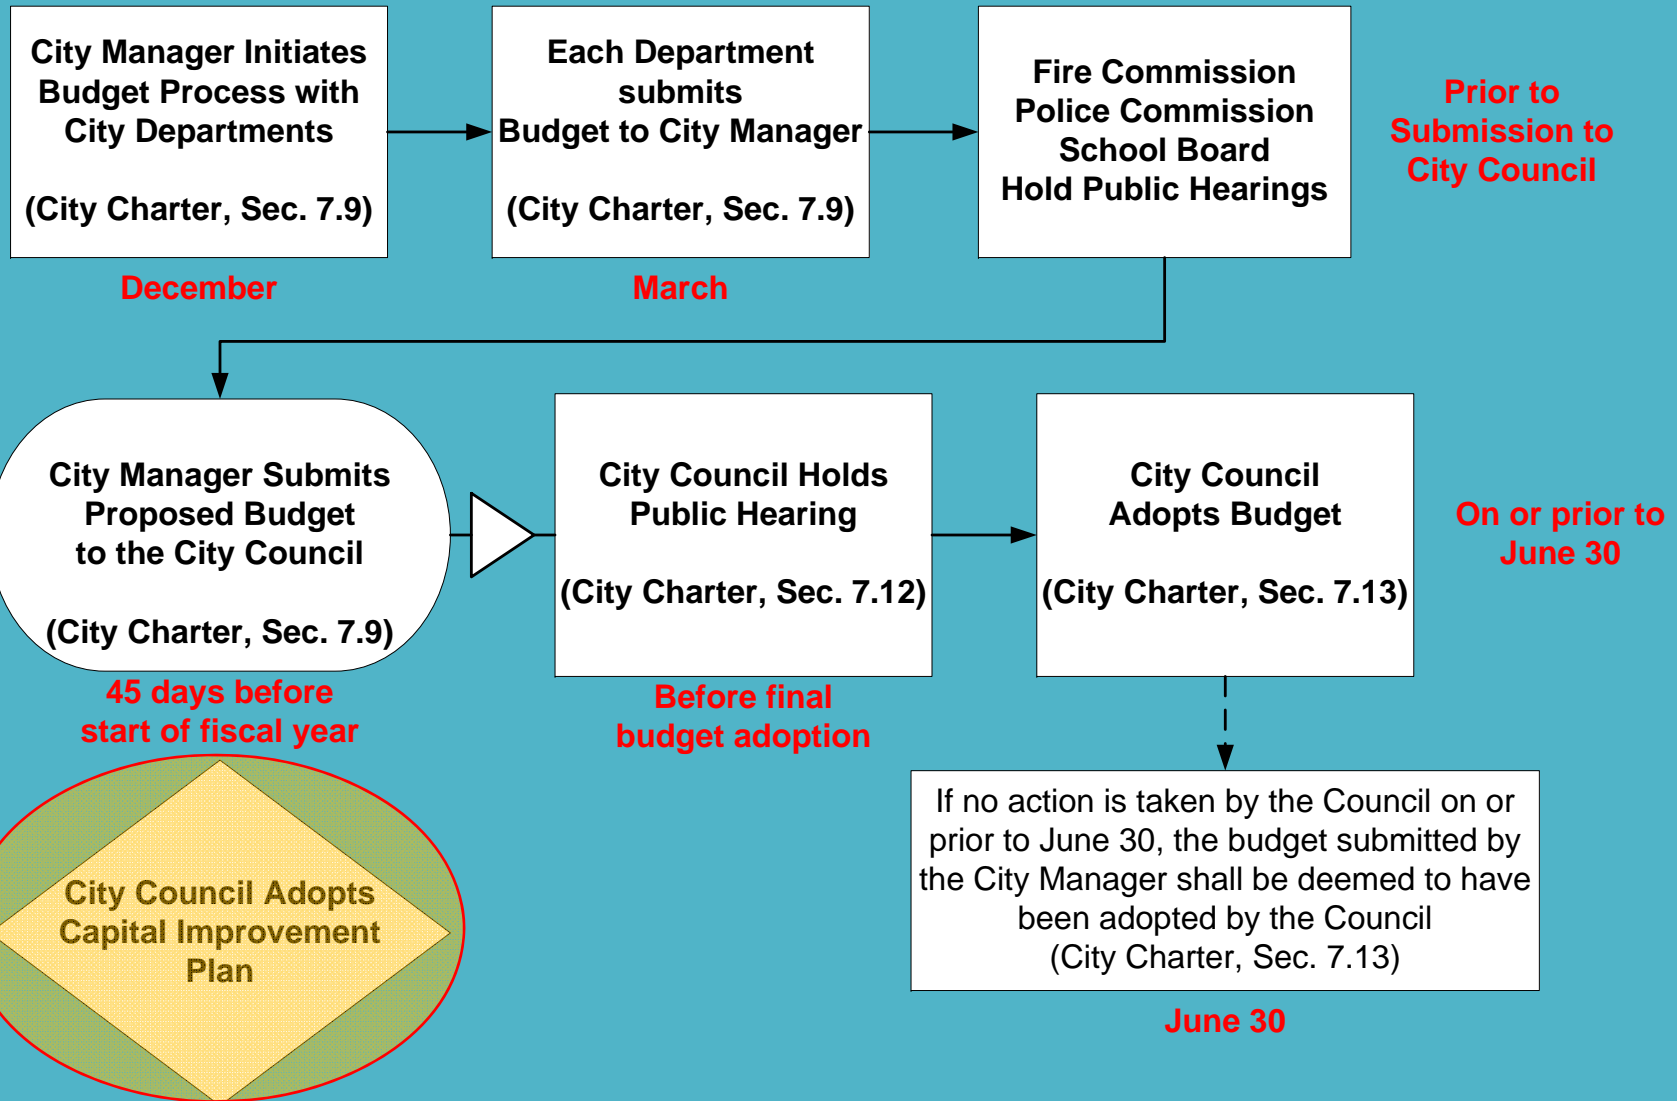 City Manager Initiates
Budget Process with
City Departments
(City Charter, Sec. 7.9)
December
Each Department
submits
Budget to City Manager
(City Charter, Sec. 7.9)
March
Fire Commission
Police Commission
School Board
Hold Public Hearings
Prior to
Submission to
City Council
City Manager Submits
Proposed Budget
to the City Council
(City Charter, Sec. 7.9)
45 days before
start of fiscal year
City Council Holds
Public Hearing
(City Charter, Sec. 7.12)
Before final
budget adoption
City Council
Adopts Budget
(City Charter, Sec. 7.13)
On or prior to
June 30
If no action is taken by the Council on or
prior to June 30, the budget submitted by
the City Manager shall be deemed to have
been adopted by the Council
(City Charter, Sec. 7.13)
June 30
City Council Adopts
Capital Improvement
Plan